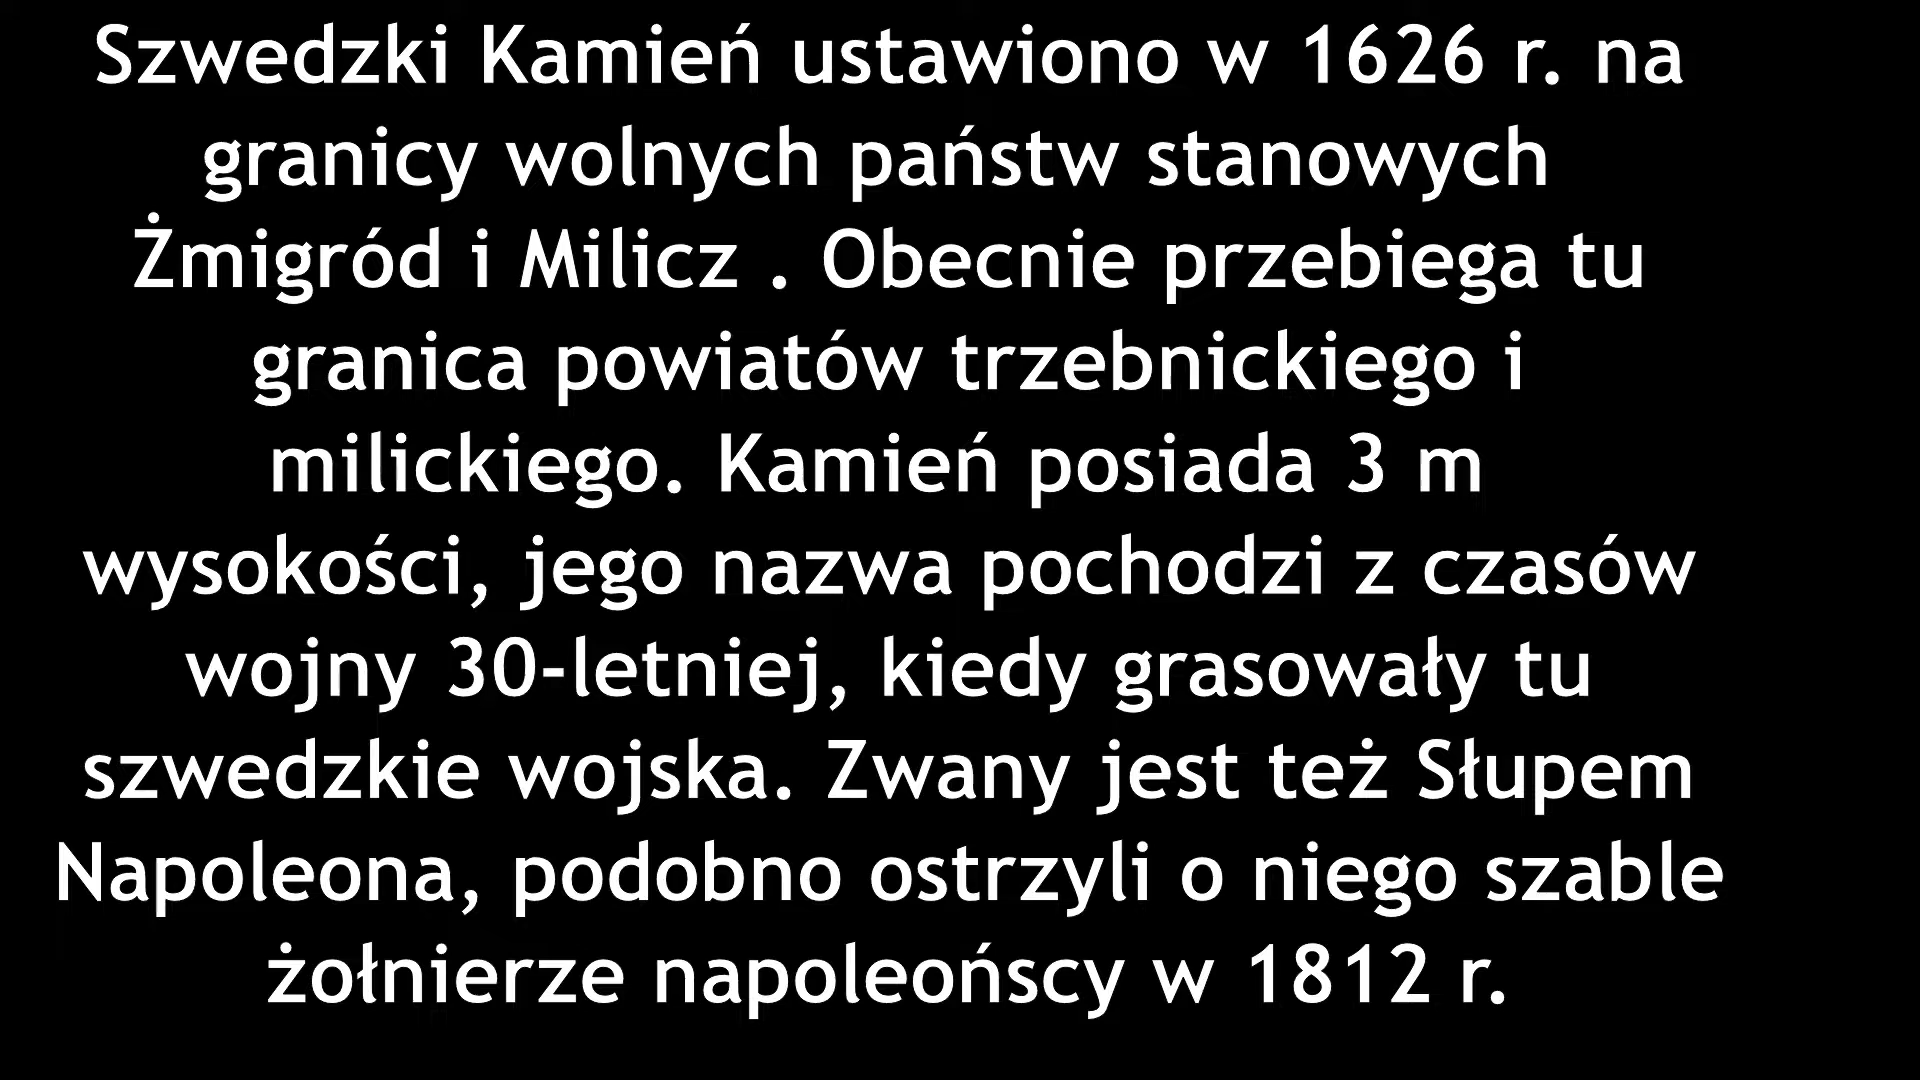 Szwedzki Kamień ustawiono w 1626 r. na
granicy wolnych państw stanowych
Żmigród i Milicz . Obecnie przebiega tu
granica powiatów trzebnickiego i
milickiego. Kamień posiada 3 m
wysokości, jego nazwa pochodzi z czasów
wojny 30-letniej, kiedy grasowały tu
szwedzkie wojska. Zwany jest też Słupem
Napoleona, podobno ostrzyli o niego szable
żołnierze napoleońscy w 1812 r.